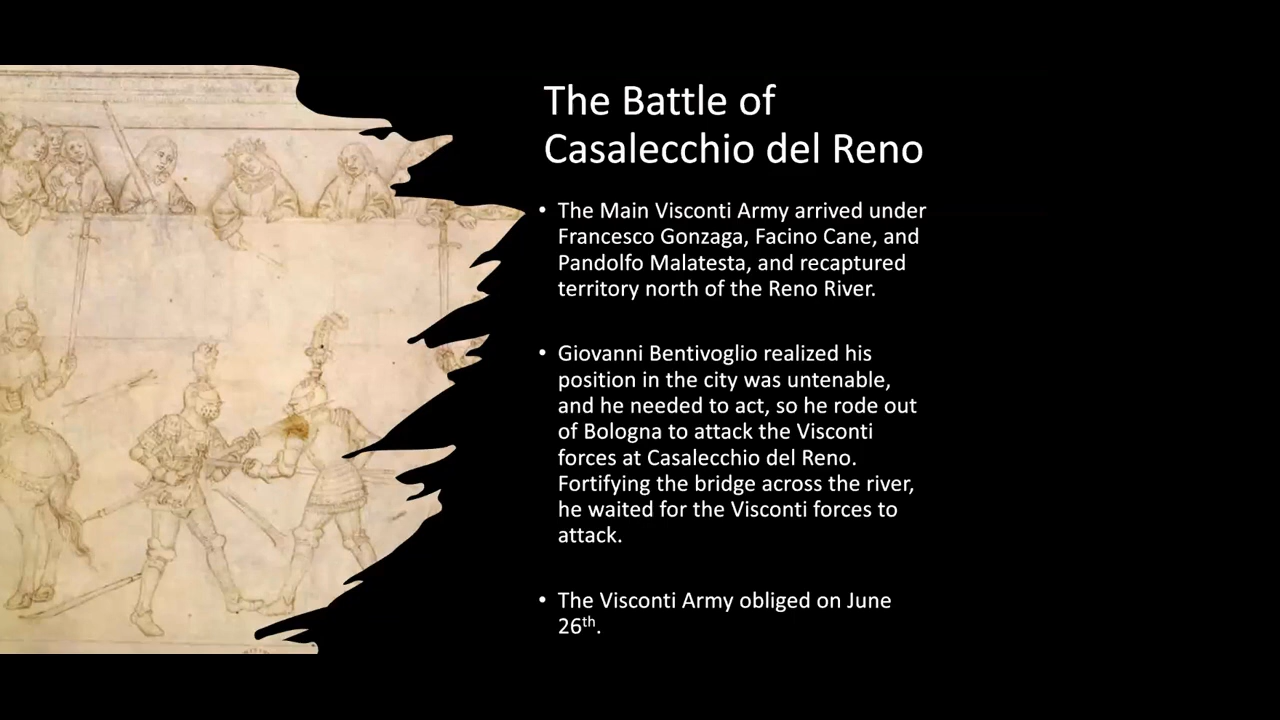 The Battle of
Casalecchio del Reno
• The Main Visconti Army arrived under
Francesco Gonzaga, Facino Cane, and
Pandolfo Malatesta, and recaptured
territory north of the Reno River.
• Giovanni Bentivoglio realized his
position in the city was untenable,
and he needed to act, so he rode out
of Bologna to attack the Visconti
forces at Casalecchio del Reno.
Fortifying the bridge across the river,
he waited for the Visconti forces to
attack.
• The Visconti Army obliged on June
26th.